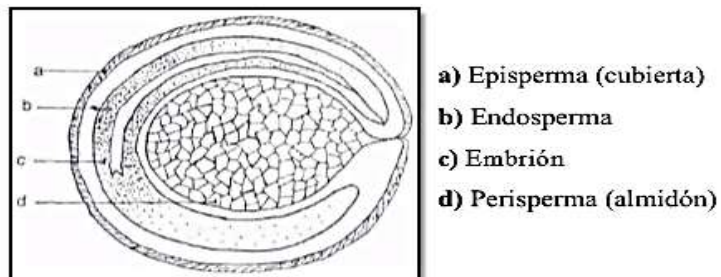 a
b
c
d
a) Episperma (cubierta)
b) Endosperma
c) Embrión
d) Perisperma (almidón)